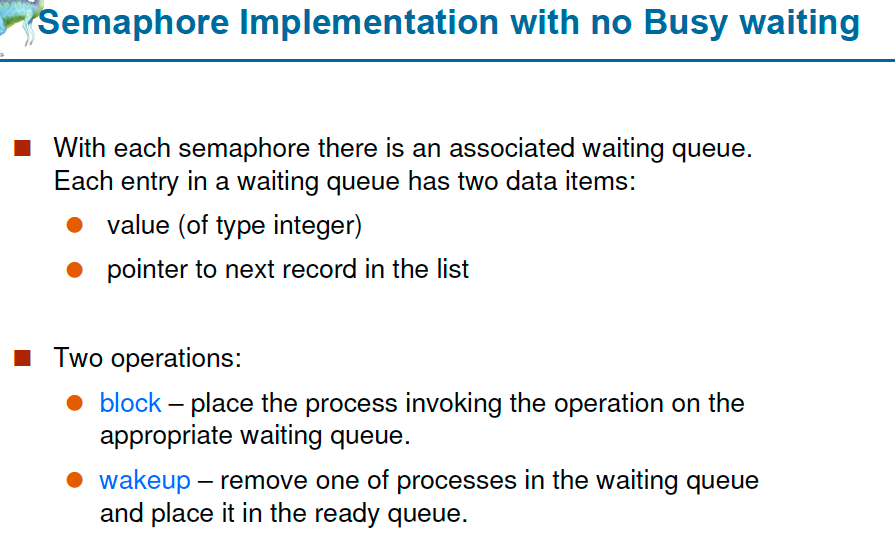 Semaphore Implementation with no Busy waiting
With each semaphore there is an associated waiting queue.
Each entry in a waiting queue has two data items:
value (of type integer)
pointer to next record in the list
Two operations:
block – place the process invoking the operation on the
appropriate waiting queue.
wakeup – remove one of processes in the waiting queue
and place it in the ready queue.